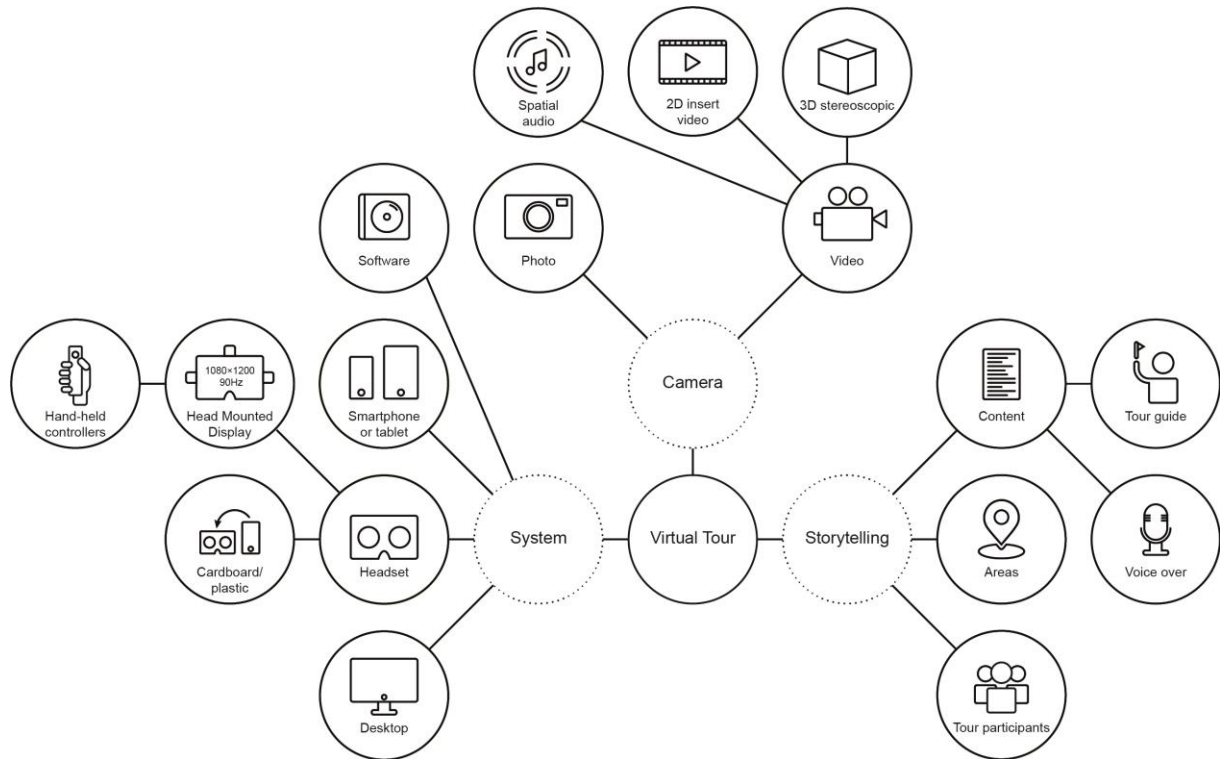 Spatial
audio
2D insert
video
3D stereoscopic
Software
Photo
Video
Hand-held
controllers
1080×1200
90Hz
Head Mounted
Display
Smartphone
or tablet
Camera
Content
Tour guide
Cardboard/
plastic
Headset
System
Virtual Tour
Storytelling
Areas
Voice over
Desktop
Tour participants